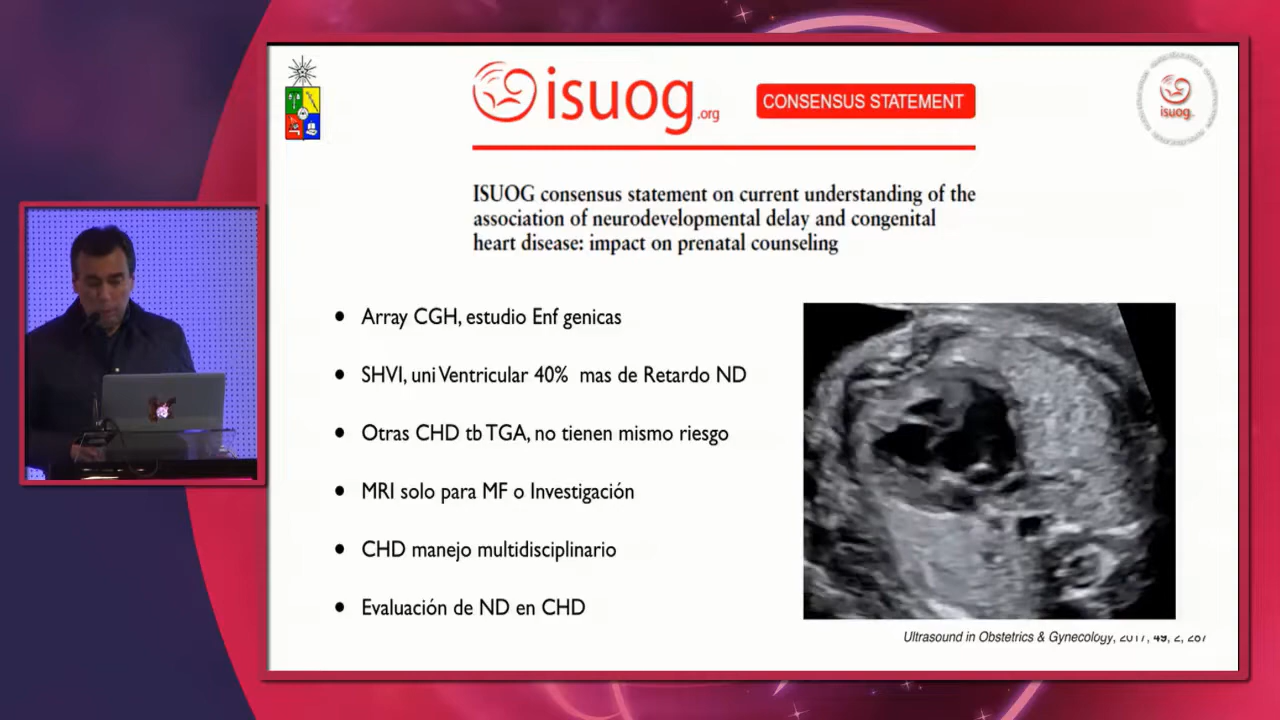 isuog.org
CONSENSUS STATEMENT
isuog
ISUOG consensus statement on current understanding of the
association of neurodevelopmental delay and congenital
heart disease: impact on prenatal counseling
• Array CGH, estudio Enf genicas
• SHVI, uni Ventricular 40% mas de Retardo ND
• Otras CHD tb TGA, no tienen mismo riesgo
• MRI solo para MF o Investigación
• CHD manejo multidisciplinario
• Evaluación de ND en CHD
Ultrasound in Obstetrics & Gynecology, 2017, 49, 2, 287